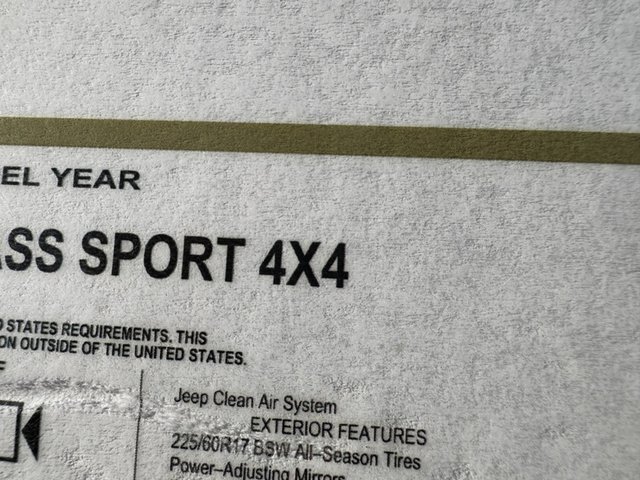 EL YEAR
ASS SPORT 4X4
STATES REQUIREMENTS. THIS
ON OUTSIDE OF THE UNITED STATES.
F
Jeep Clean Air System
EXTERIOR FEATURES
225/60R17 BSW All–Season Tires
Power–Adjusting Mirrors